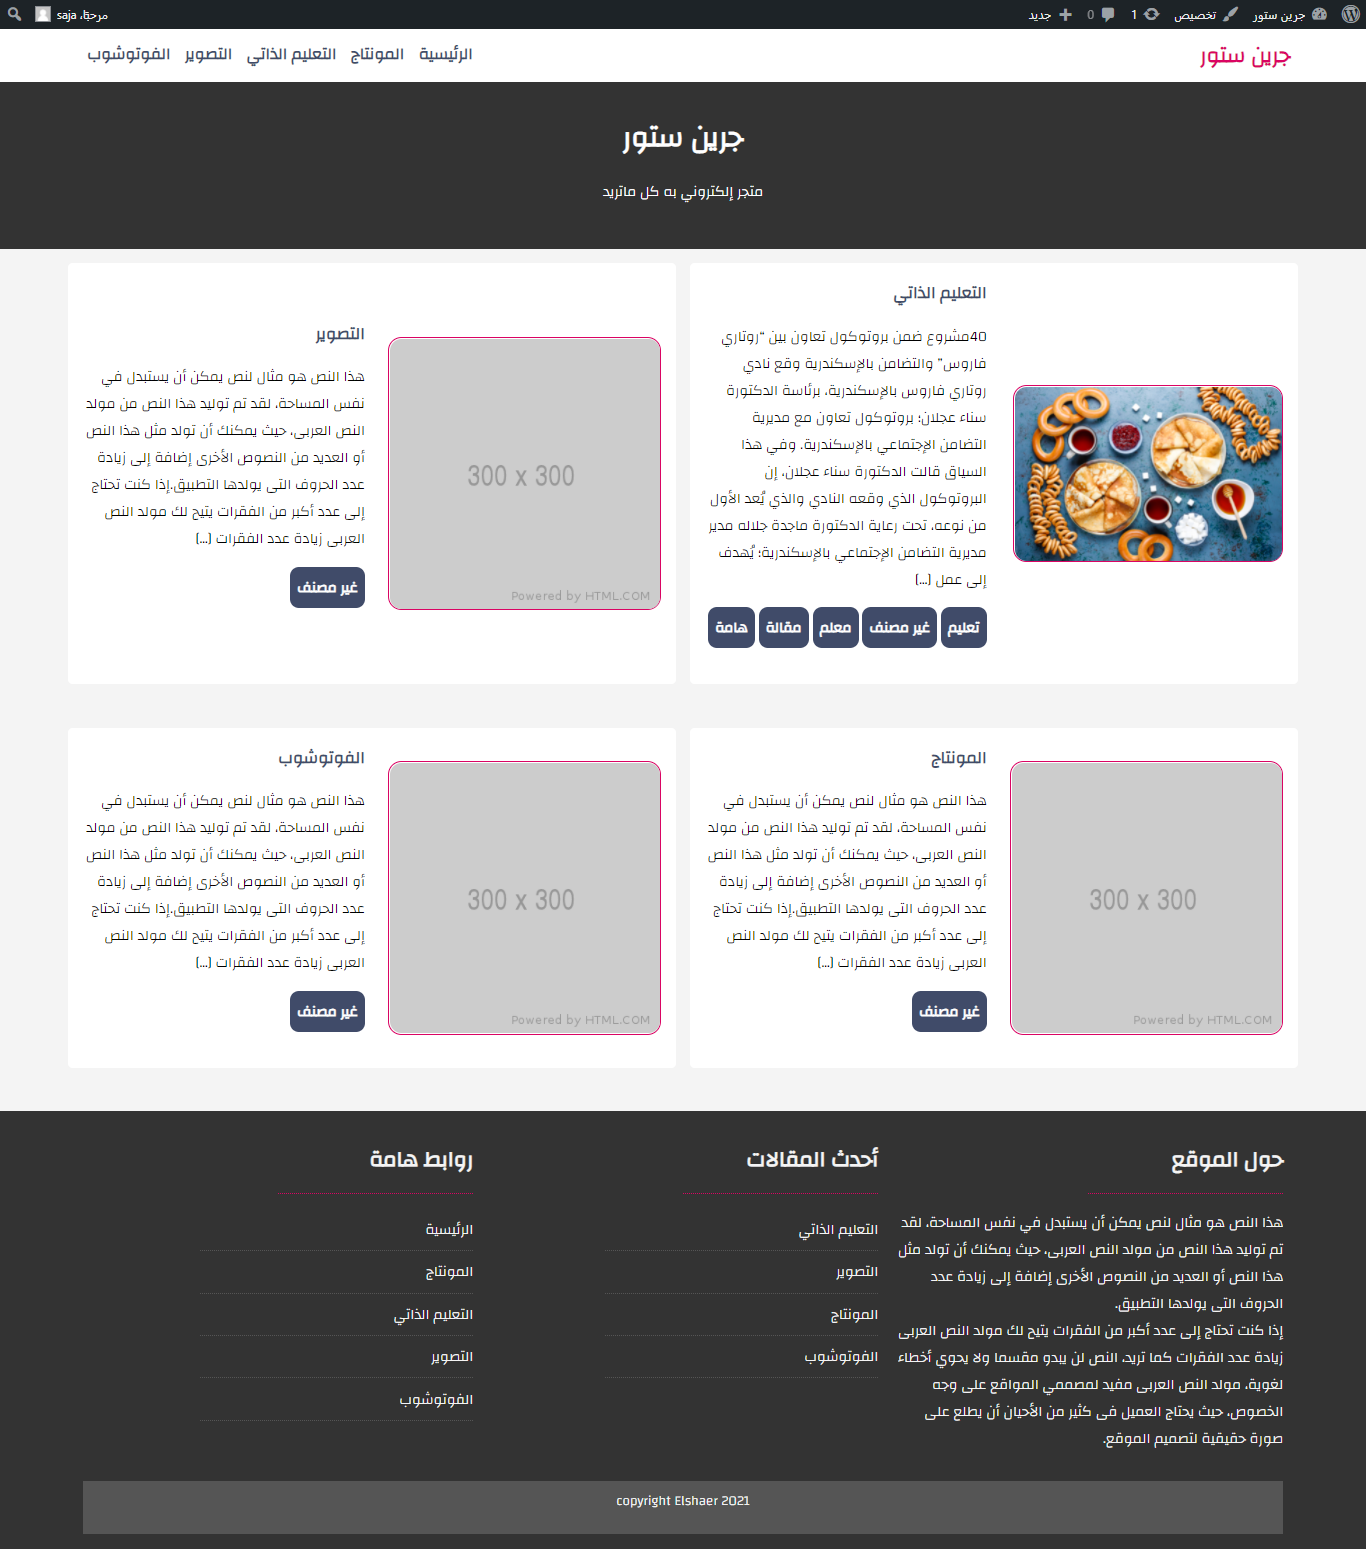 جرين ستور
تخصيص
1
0
جديد
مرحبًا، saja
جرين ستور
الرئيسية
المونتاج
التعليم الذاتي
التصوير
الفوتوشوب
جرين ستور
متجر إلكتروني به كل ماتريد
التعليم الذاتي
40مشروع ضمن بروتوكول تعاون بين “روتاري
فاروس” والتضامن بالإسكندرية وقع نادي
روتاري فاروس بالإسكندرية، برئاسة الدكتورة
سناء عجلان؛ بروتوكول تعاون مع مديرية
التضامن الإجتماعي بالإسكندرية. وفي هذا
السياق قالت الدكتورة سناء عجلان، إن
البروتوكول الذي وقعه النادي والذي يُعد الأول
من نوعه، تحت رعاية الدكتورة ماجدة جلاله مدير
مديرية التضامن الإجتماعي بالإسكندرية؛ يُهدف
إلى عمل […]
تعليم
غير مصنف
معلم
مقالة
هامة
التصوير
هذا النص هو مثال لنص يمكن أن يستبدل في
نفس المساحة، لقد تم توليد هذا النص من مولد
النص العربى، حيث يمكنك أن تولد مثل هذا النص
أو العديد من النصوص الأخرى إضافة إلى زيادة
عدد الحروف التى يولدها التطبيق.إذا كنت تحتاج
إلى عدد أكبر من الفقرات يتيح لك مولد النص
العربى زيادة عدد الفقرات […]
غير مصنف
300 x 300
Powered by HTML.COM
المونتاج
هذا النص هو مثال لنص يمكن أن يستبدل في
نفس المساحة، لقد تم توليد هذا النص من مولد
النص العربى، حيث يمكنك أن تولد مثل هذا النص
أو العديد من النصوص الأخرى إضافة إلى زيادة
عدد الحروف التى يولدها التطبيق.إذا كنت تحتاج
إلى عدد أكبر من الفقرات يتيح لك مولد النص
العربى زيادة عدد الفقرات […]
غير مصنف
300 x 300
Powered by HTML.COM
الفوتوشوب
هذا النص هو مثال لنص يمكن أن يستبدل في
نفس المساحة، لقد تم توليد هذا النص من مولد
النص العربى، حيث يمكنك أن تولد مثل هذا النص
أو العديد من النصوص الأخرى إضافة إلى زيادة
عدد الحروف التى يولدها التطبيق.إذا كنت تحتاج
إلى عدد أكبر من الفقرات يتيح لك مولد النص
العربى زيادة عدد الفقرات […]
غير مصنف
300 x 300
Powered by HTML.COM
حول الموقع
هذا النص هو مثال لنص يمكن أن يستبدل في نفس المساحة، لقد
تم توليد هذا النص من مولد النص العربى، حيث يمكنك أن تولد مثل
هذا النص أو العديد من النصوص الأخرى إضافة إلى زيادة عدد
الحروف التى يولدها التطبيق.
إذا كنت تحتاج إلى عدد أكبر من الفقرات يتيح لك مولد النص العربى
زيادة عدد الفقرات كما تريد، النص لن يبدو مقسما ولا يحوي أخطاء
لغوية، مولد النص العربى مفيد لمصممي المواقع على وجه
الخصوص، حيث يحتاج العميل فى كثير من الأحيان أن يطلع على
صورة حقيقية لتصميم الموقع.
أحدث المقالات
التعليم الذاتي
التصوير
المونتاج
الفوتوشوب
روابط هامة
الرئيسية
المونتاج
التعليم الذاتي
التصوير
الفوتوشوب
copyright Elshaer 2021